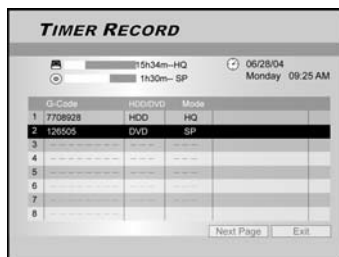 TIMER RECORD
15h34m--HQ
06/28/04
1h30m-- SP
Monday 09:25 AM
G-Code HDD/DVD Mode
1 7708928 HDD HQ
2 126505 DVD SP
3 ------ --- ---
4 ------ --- ---
5 ------ --- ---
6 ------ --- ---
7 ------ --- ---
8 ------ --- ---
Next Page Exit